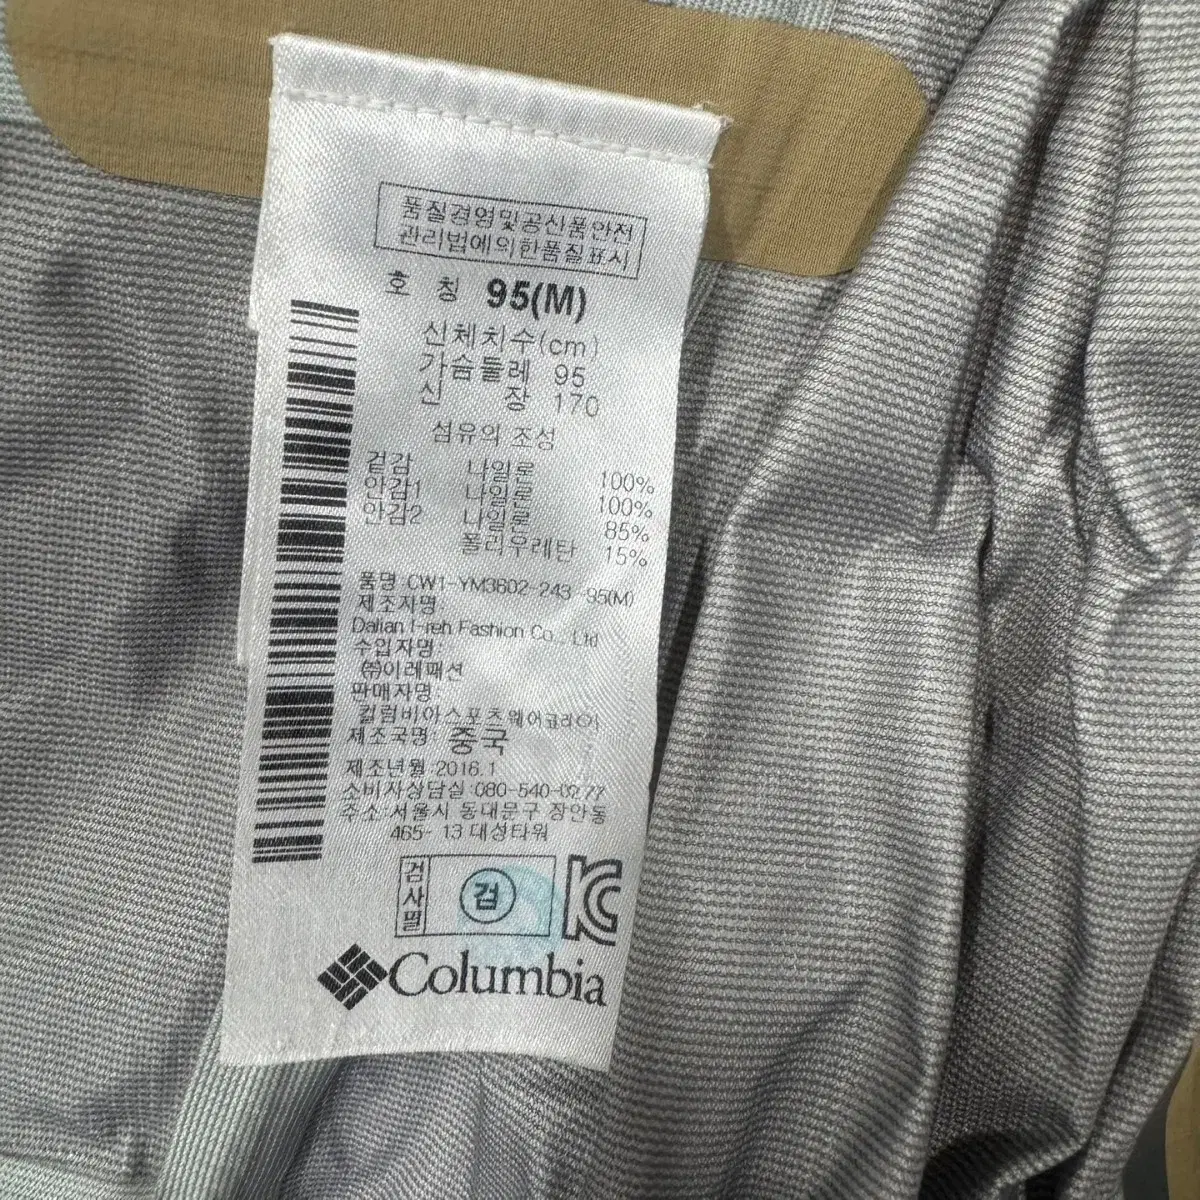 품질경영및공산품안전
관리법에의한품질표시
호 칭 95(M)
신체치수(cm)
가슴둘레 95
신 장 170
섬유의 조성
겉감 나일론 100%
안감1 나일론 100%
안감2 나일론 85%
폴리우레탄 15%
품명 CW1-YM3602-243 -95(M)
제조자명:
Dalian I-reh Fashion Co., Ltd
수입자명:
㈜이레패션
판매자명:
컬럼비아스포츠웨어코리아
제조국명: 중국
제조년월:2016.1
소비자상담실:080-540-0277
주소:서울시 동대문구 장안동
465- 13 대성타워
검사필
검
KC
Columbia